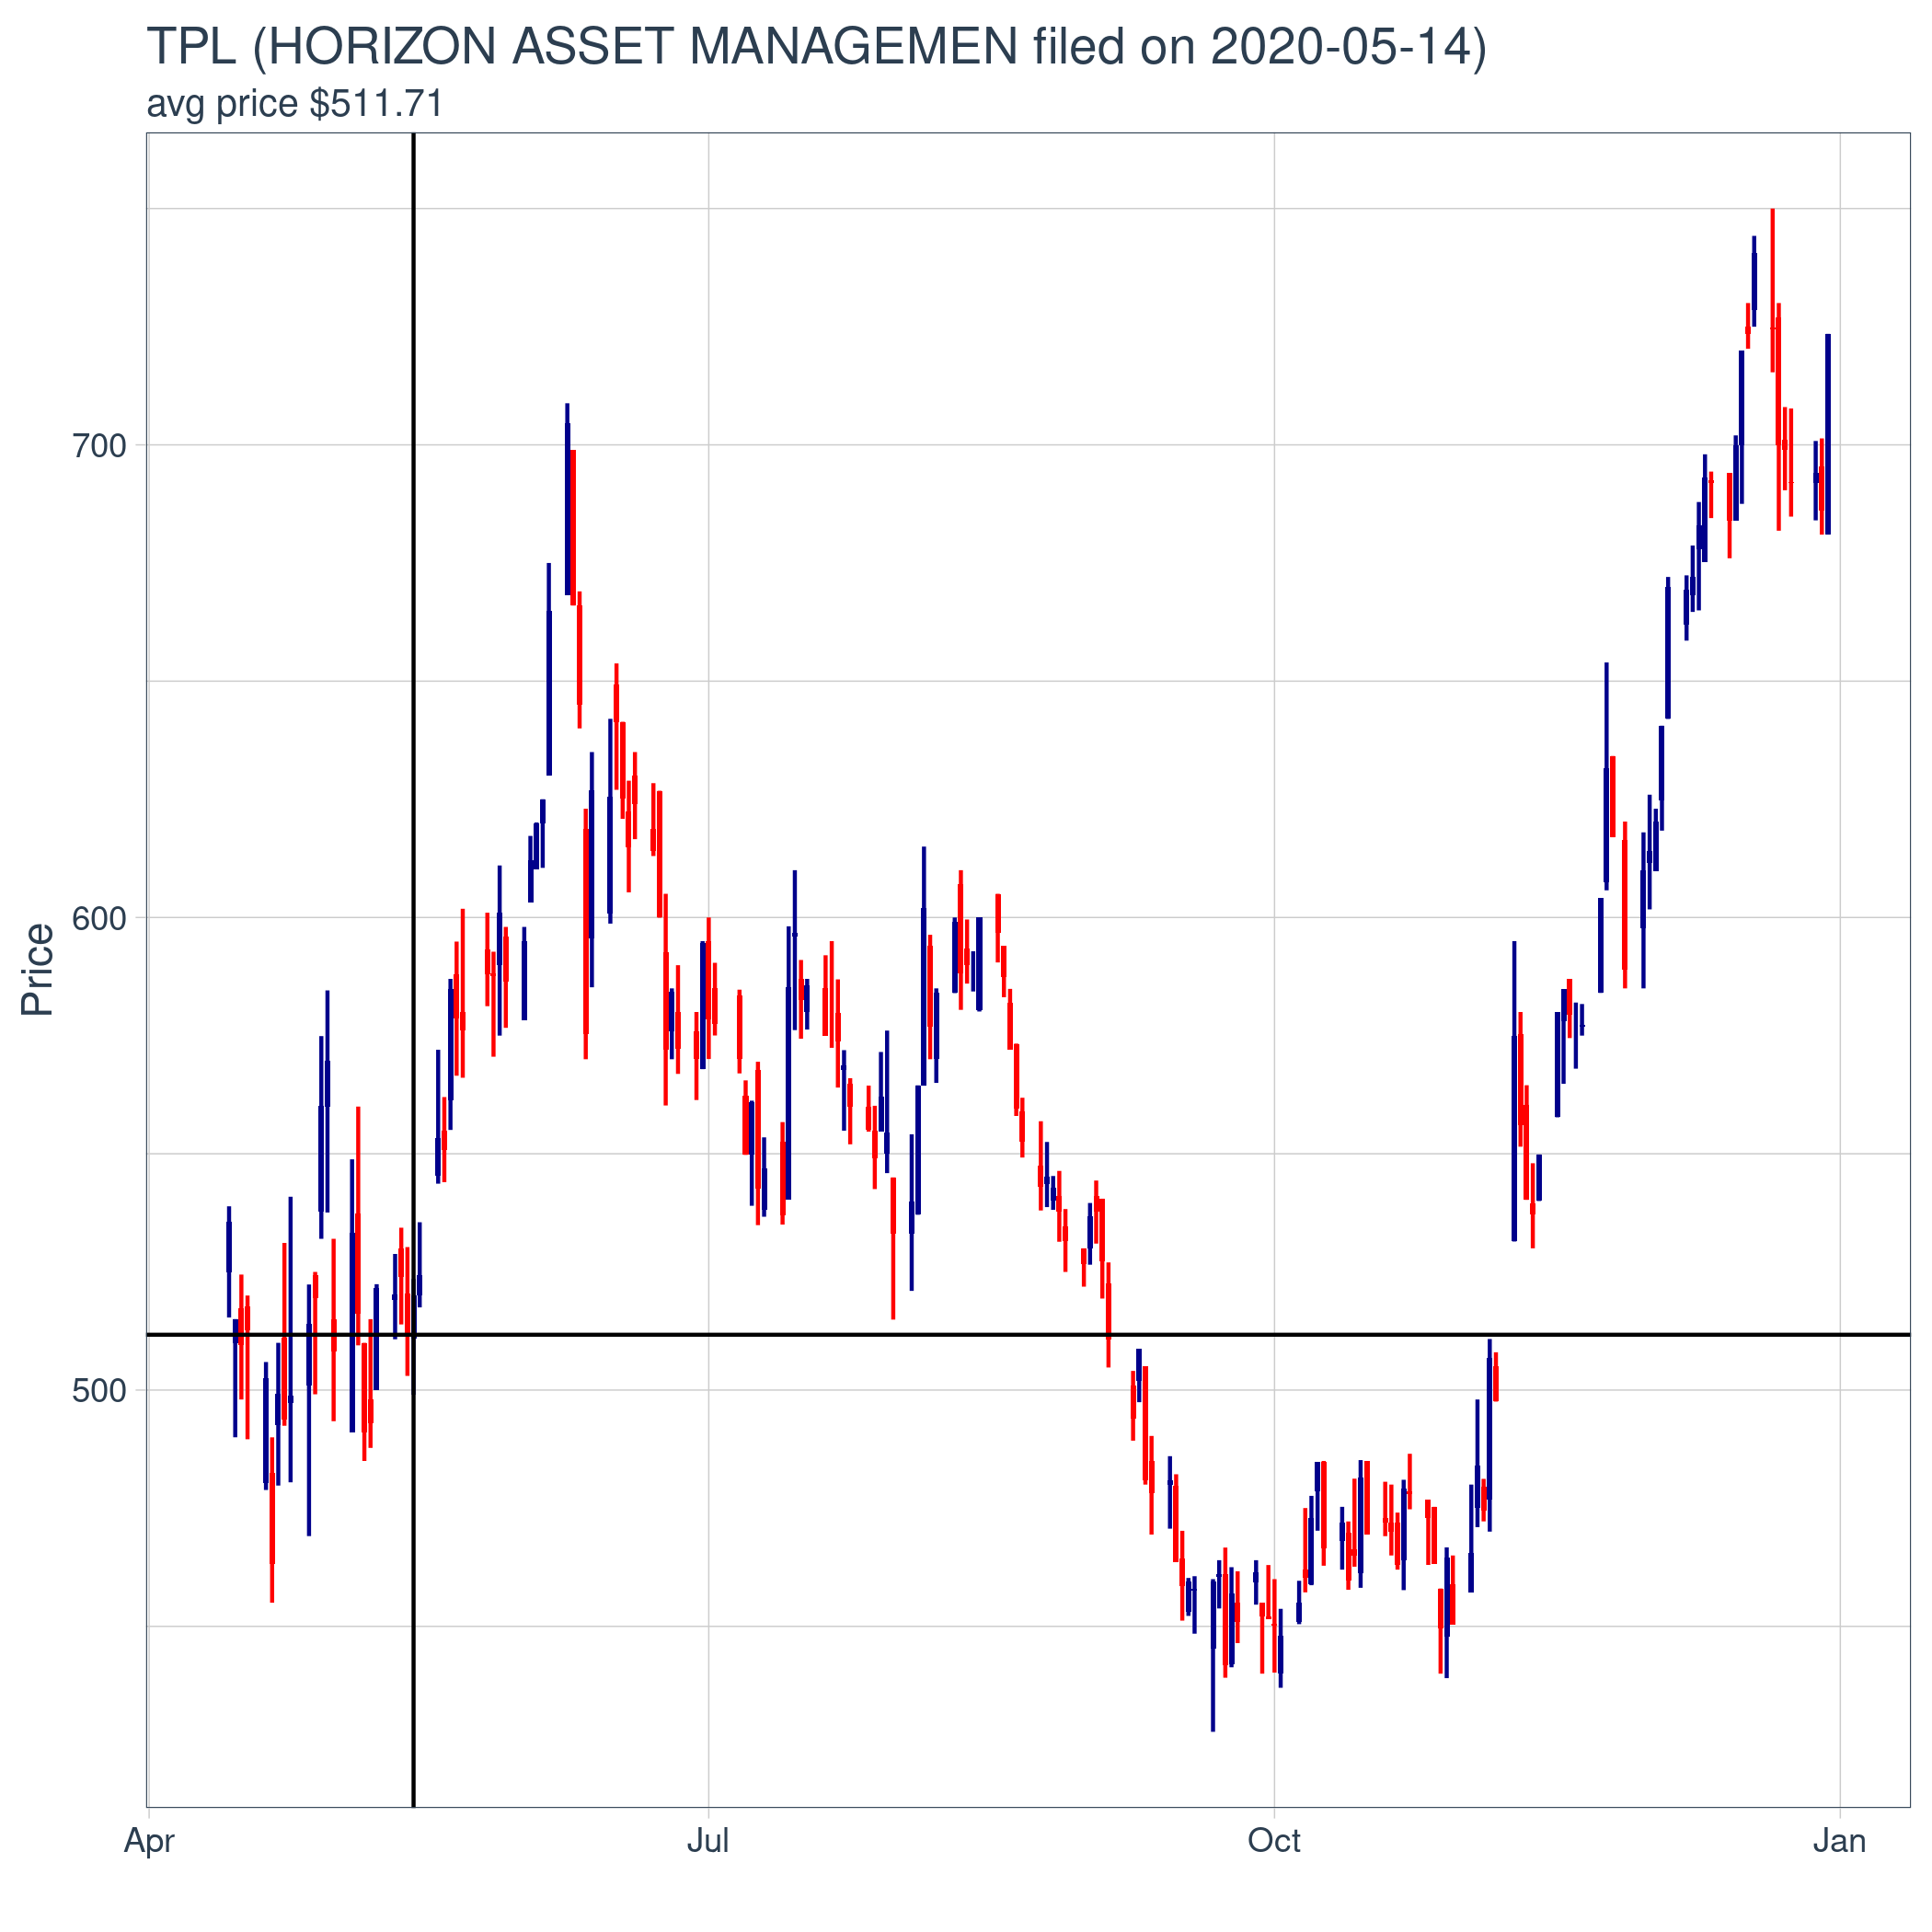 TPL (HORIZON ASSET MANAGEMEN filed on 2020-05-14)
avg price $511.71
Price
700
600
500
Apr Jul Oct Jan